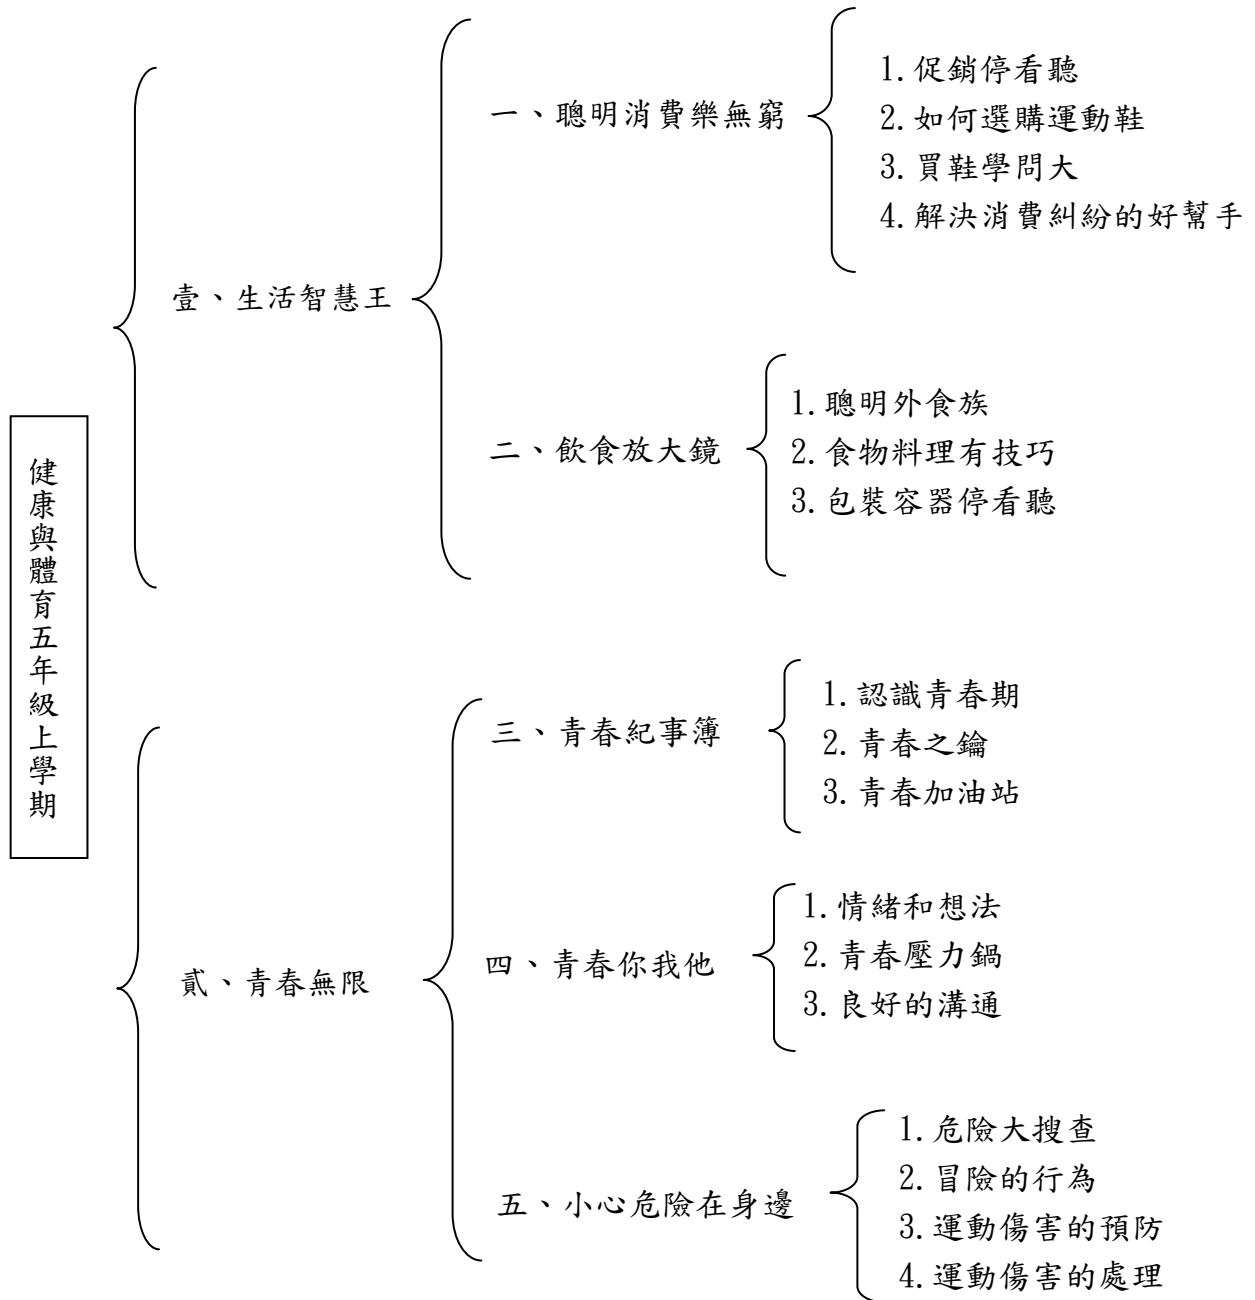 健康與體育五年級上學期
壹、生活智慧王
一、聰明消費樂無窮
1.促銷停看聽
2.如何選購運動鞋
3.買鞋學問大
4.解決消費糾紛的好幫手
二、飲食放大鏡
1.聰明外食族
2.食物料理有技巧
3.包裝容器停看聽
貳、青春無限
三、青春紀事簿
1.認識青春期
2.青春之鑰
3.青春加油站
四、青春你我他
1.情緒和想法
2.青春壓力鍋
3.良好的溝通
五、小心危險在身邊
1.危險大搜查
2.冒險的行為
3.運動傷害的預防
4.運動傷害的處理